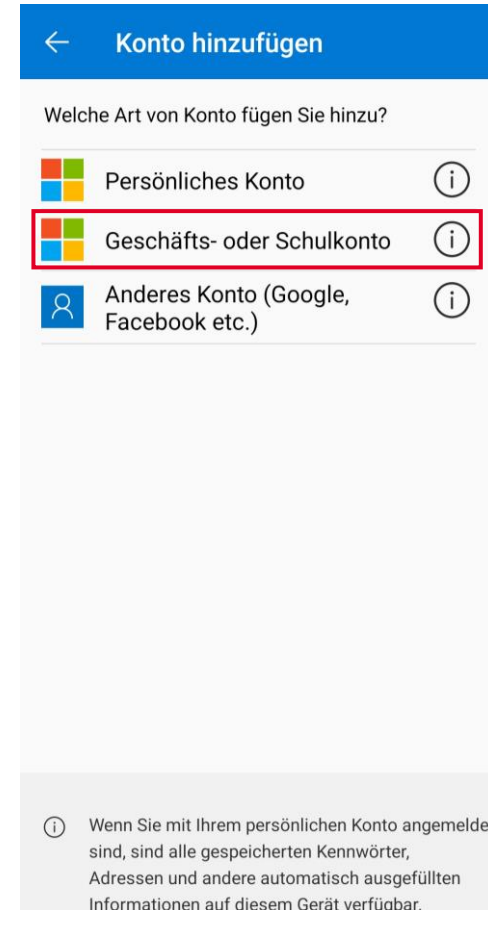 Konto hinzufügen
Welche Art von Konto fügen Sie hinzu?
Persönliches Konto
Geschäfts- oder Schulkonto
Anderes Konto (Google,
Facebook etc.)
Wenn Sie mit Ihrem persönlichen Konto angemelde
sind, sind alle gespeicherten Kennwörter,
Adressen und andere automatisch ausgefüllten
Informationen auf diesem Gerät verfügbar.